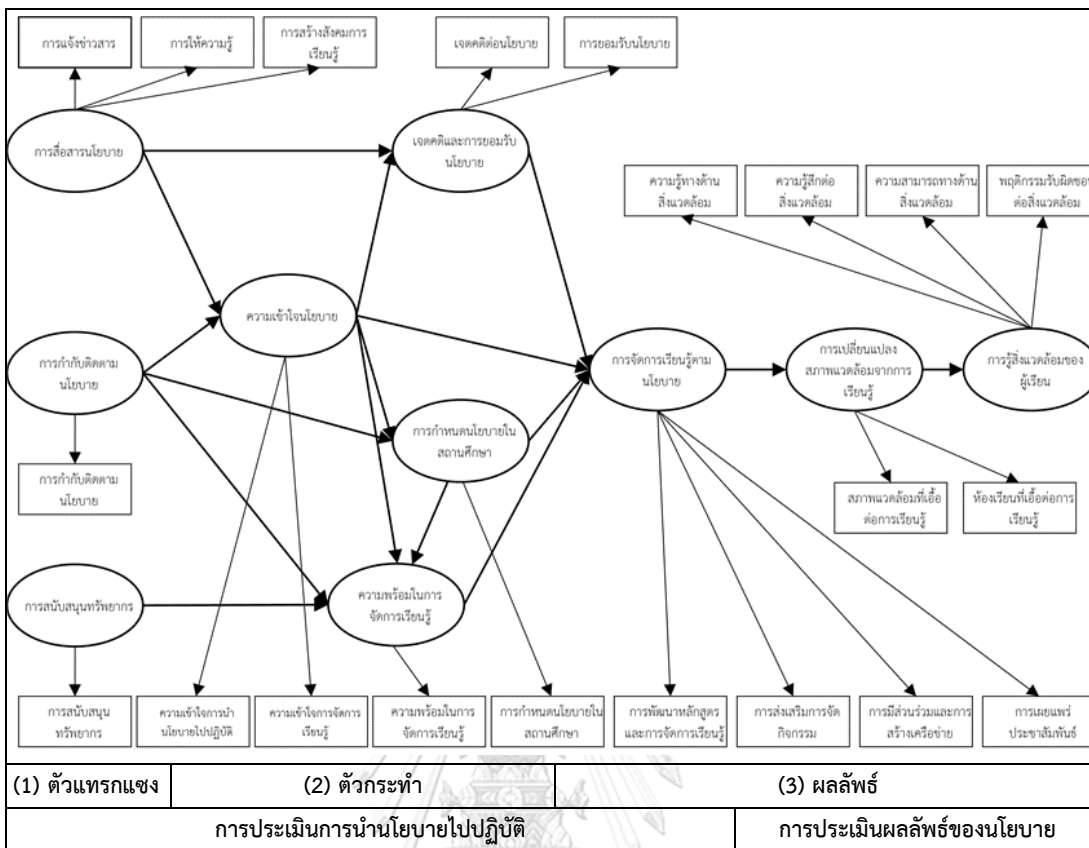 การแจ้งข่าวสาร
การให้ความรู้
การสร้างสังคมการ
เรียนรู้
เจตคติต่อนโยบาย
การยอมรับนโยบาย
การสื่อสารนโยบาย
เจตคติและการยอมรับ
นโยบาย
ความรู้ทางด้าน
สิ่งแวดล้อม
ความรู้สึกต่อ
สิ่งแวดล้อม
ความสามารถทางด้าน
สิ่งแวดล้อม
พฤติกรรมรับผิดชอบ
ต่อสิ่งแวดล้อม
ความเข้าใจนโยบาย
การกำกับติดตาม
นโยบาย
การจัดการเรียนรู้ตาม
นโยบาย
การเปลี่ยนแปลง
สภาพแวดล้อมจากการ
เรียนรู้
การรู้สิ่งแวดล้อมของ
ผู้เรียน
การกำหนดนโยบายใน
สถานศึกษา
การกำกับติดตาม
นโยบาย
สภาพแวดล้อมที่เอื้อ
ต่อการเรียนรู้
ห้องเรียนที่เอื้อต่อการ
เรียนรู้
การสนับสนุนทรัพยากร
ความพร้อมในการ
จัดการเรียนรู้
การสนับสนุน
ทรัพยากร
ความเข้าใจการนำ
นโยบายไปปฏิบัติ
ความเข้าใจการจัดการ
เรียนรู้
ความพร้อมในการ
จัดการเรียนรู้
การกำหนดนโยบายใน
สถานศึกษา
การพัฒนาหลักสูตร
และการจัดการเรียนรู้
การส่งเสริมการจัด
กิจกรรม
การมีส่วนร่วมและการ
สร้างเครือข่าย
การเผยแพร่
ประชาสัมพันธ์
(1) ตัวแทรกแซง
(2) ตัวกระทำ
(3) ผลลัพธ์
การประเมินการนำนโยบายไปปฏิบัติ
การประเมินผลลัพธ์ของนโยบาย